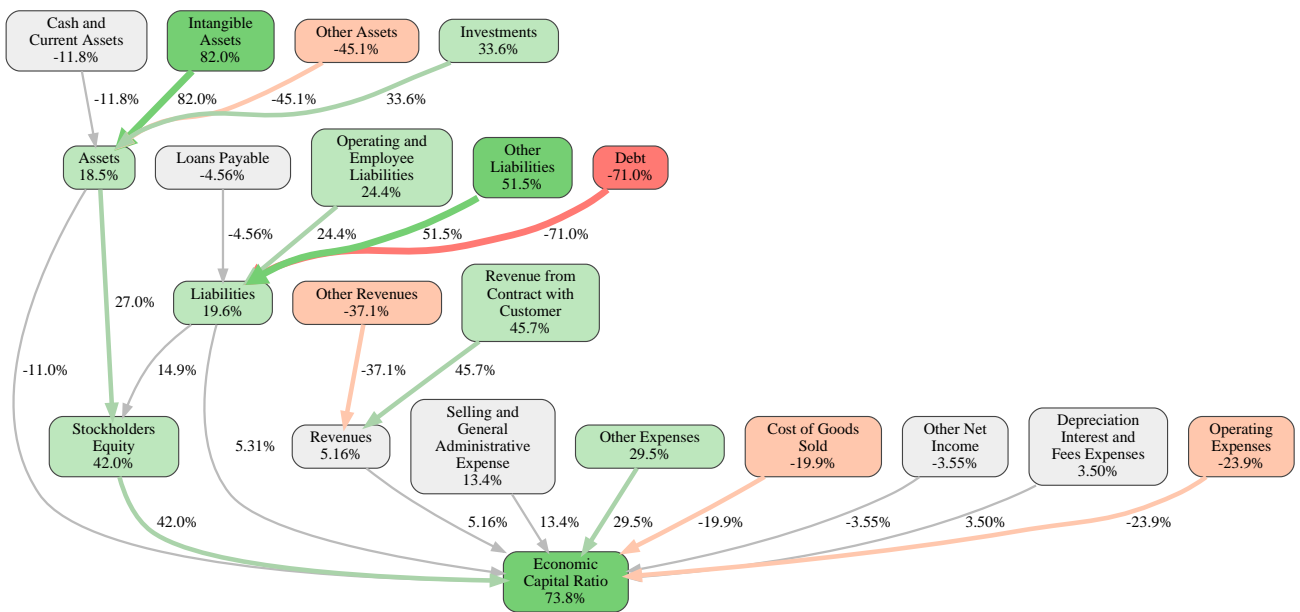 Cash and
Current Assets
-11.8%
Intangible
Assets
82.0%
Other Assets
-45.1%
Investments
33.6%
-11.8%
82.0%
-45.1%
33.6%
Assets
18.5%
Loans Payable
-4.56%
Operating and
Employee
Liabilities
24.4%
Other
Liabilities
51.5%
Debt
-71.0%
-4.56%
24.4%
51.5%
-71.0%
27.0%
Liabilities
19.6%
Other Revenues
-37.1%
Revenue from
Contract with
Customer
45.7%
-11.0%
14.9%
-37.1%
45.7%
Stockholders
Equity
42.0%
5.31%
Revenues
5.16%
Selling and
General
Administrative
Expense
13.4%
Other Expenses
29.5%
Cost of Goods
Sold
-19.9%
Other Net
Income
-3.55%
Depreciation
Interest and
Fees Expenses
3.50%
Operating
Expenses
-23.9%
42.0%
5.16%
13.4%
29.5%
-19.9%
-3.55%
3.50%
-23.9%
Economic
Capital Ratio
73.8%